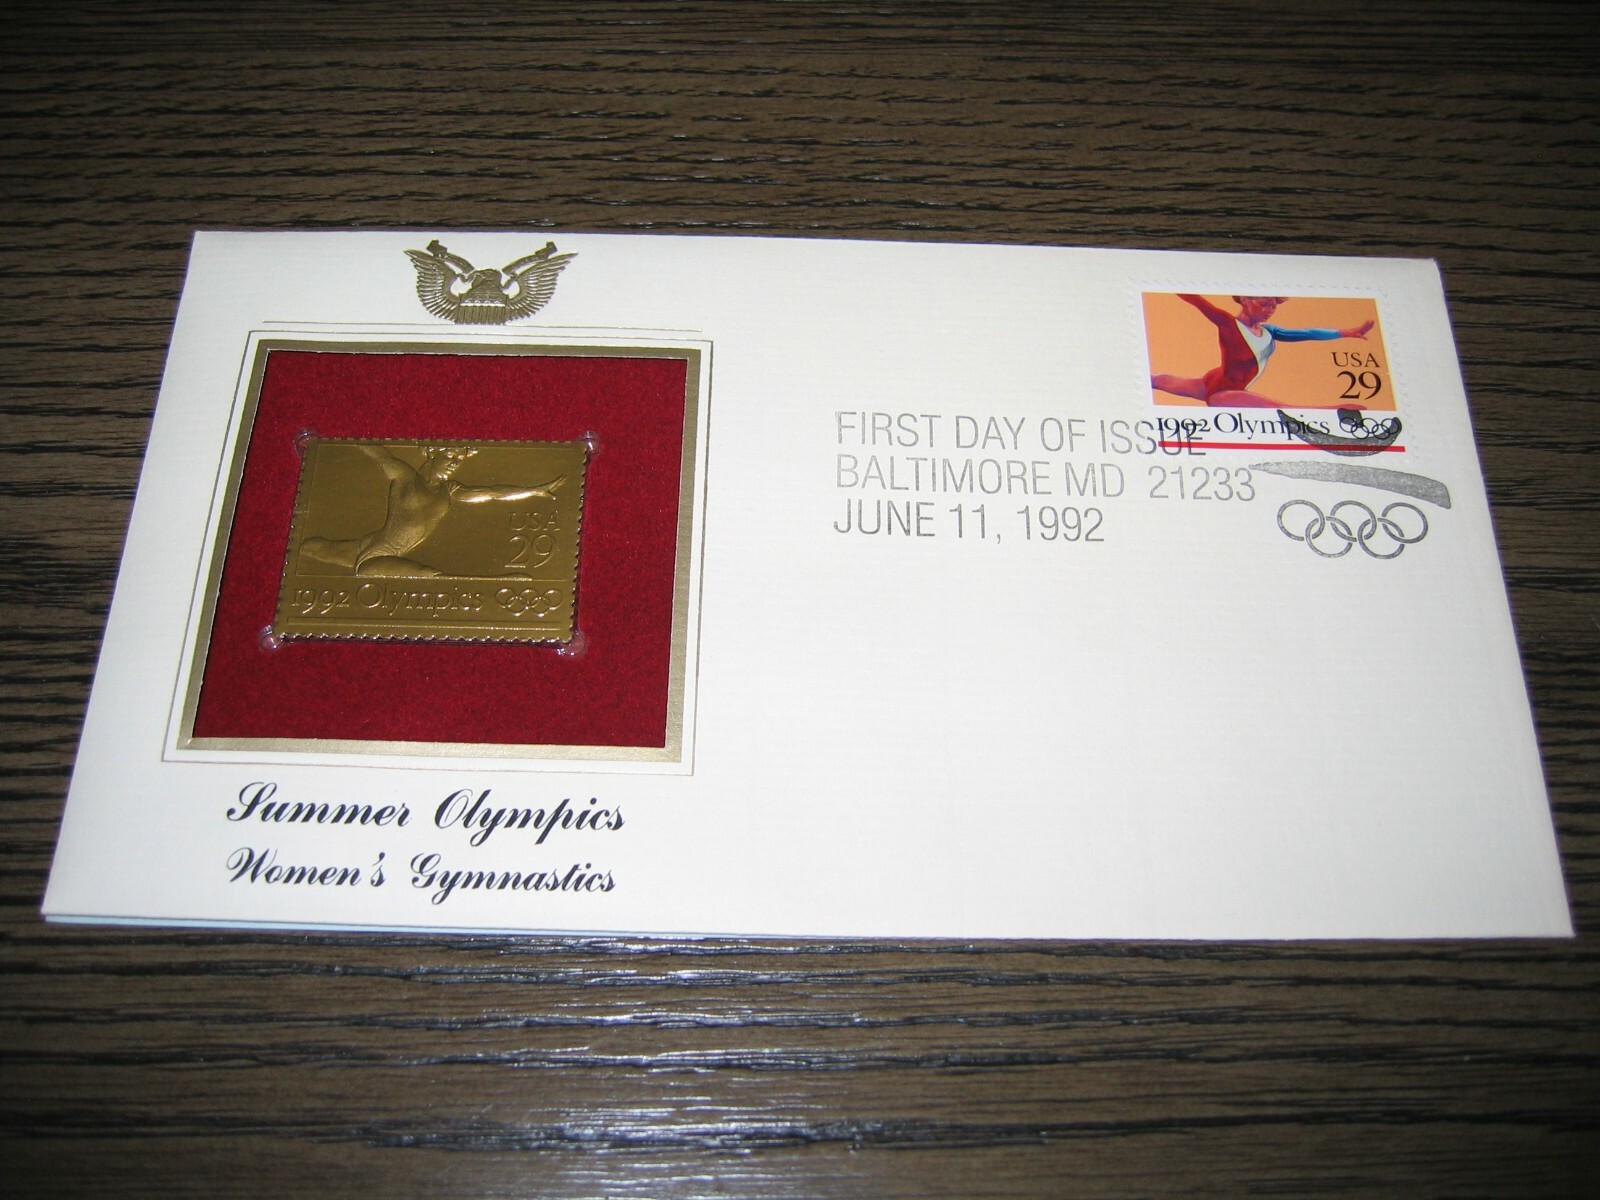 USA
29
1992 Olympics
FIRST DAY OF ISSUE
BALTIMORE MD 21233
JUNE 11, 1992
USA
29
1992 Olympics
Summer Olympics
Women's Gymnastics